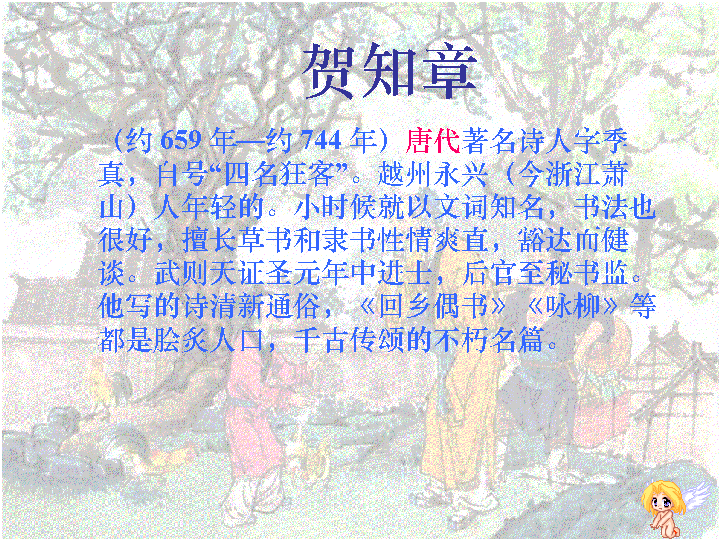 贺知章
（约 659 年—约 744 年）唐代著名诗人字季
真，自号“四名狂客”。越州永兴（今浙江萧
山）人年轻的。小时候就以文词知名，书法也
很好，擅长草书和隶书性情爽直，豁达而健
谈。武则天证圣元年中进士，后官至秘书监。
他写的诗清新通俗，《回乡偶书》《咏柳》等
都是脍炙人口，千古传颂的不朽名篇。